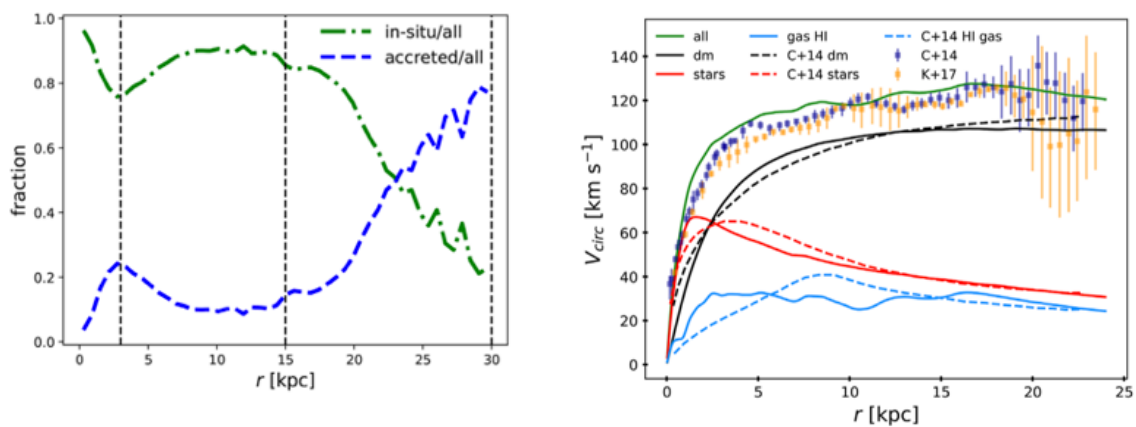 1.0
0.8
0.6
0.4
0.2
0.0
fraction
in-situ/all
accreted/all
0 5 10 15 20 25 30
r [kpc]
140
120
100
80
60
40
20
0
V_circ [km s⁻¹]
all gas HI C+14 HI gas
dm C+14 dm C+14
stars C+14 stars K+17
0 5 10 15 20 25
r [kpc]